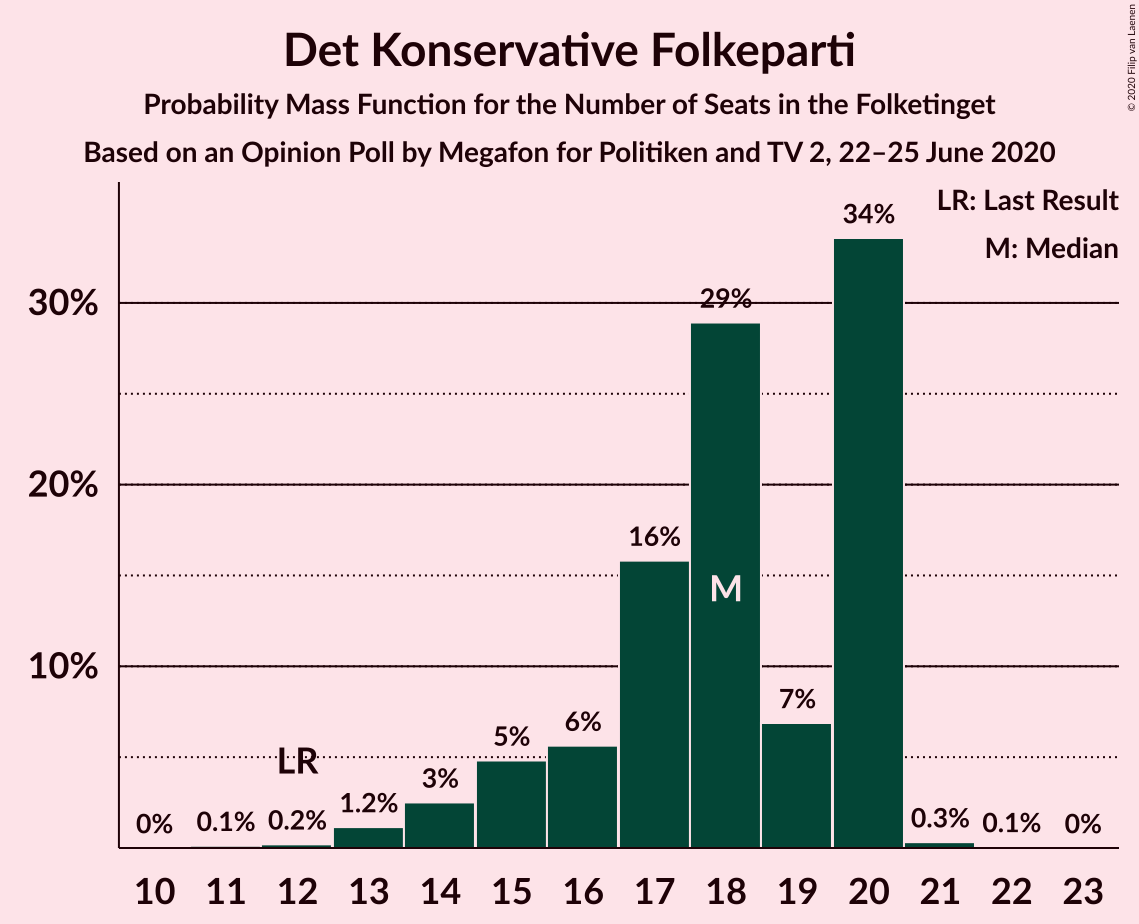 Det Konservative Folkeparti
Probability Mass Function for the Number of Seats in the Folketinget
Based on an Opinion Poll by Megafon for Politiken and TV 2, 22–25 June 2020
© 2020 Filip van Laenen
LR: Last Result
M: Median
34%
30%
29%
20%
16%
M
10%
7%
6%
5%
LR
3%
1.2%
0%
0.1%
0.2%
0.3%
0.1%
0%
10 11 12 13 14 15 16 17 18 19 20 21 22 23